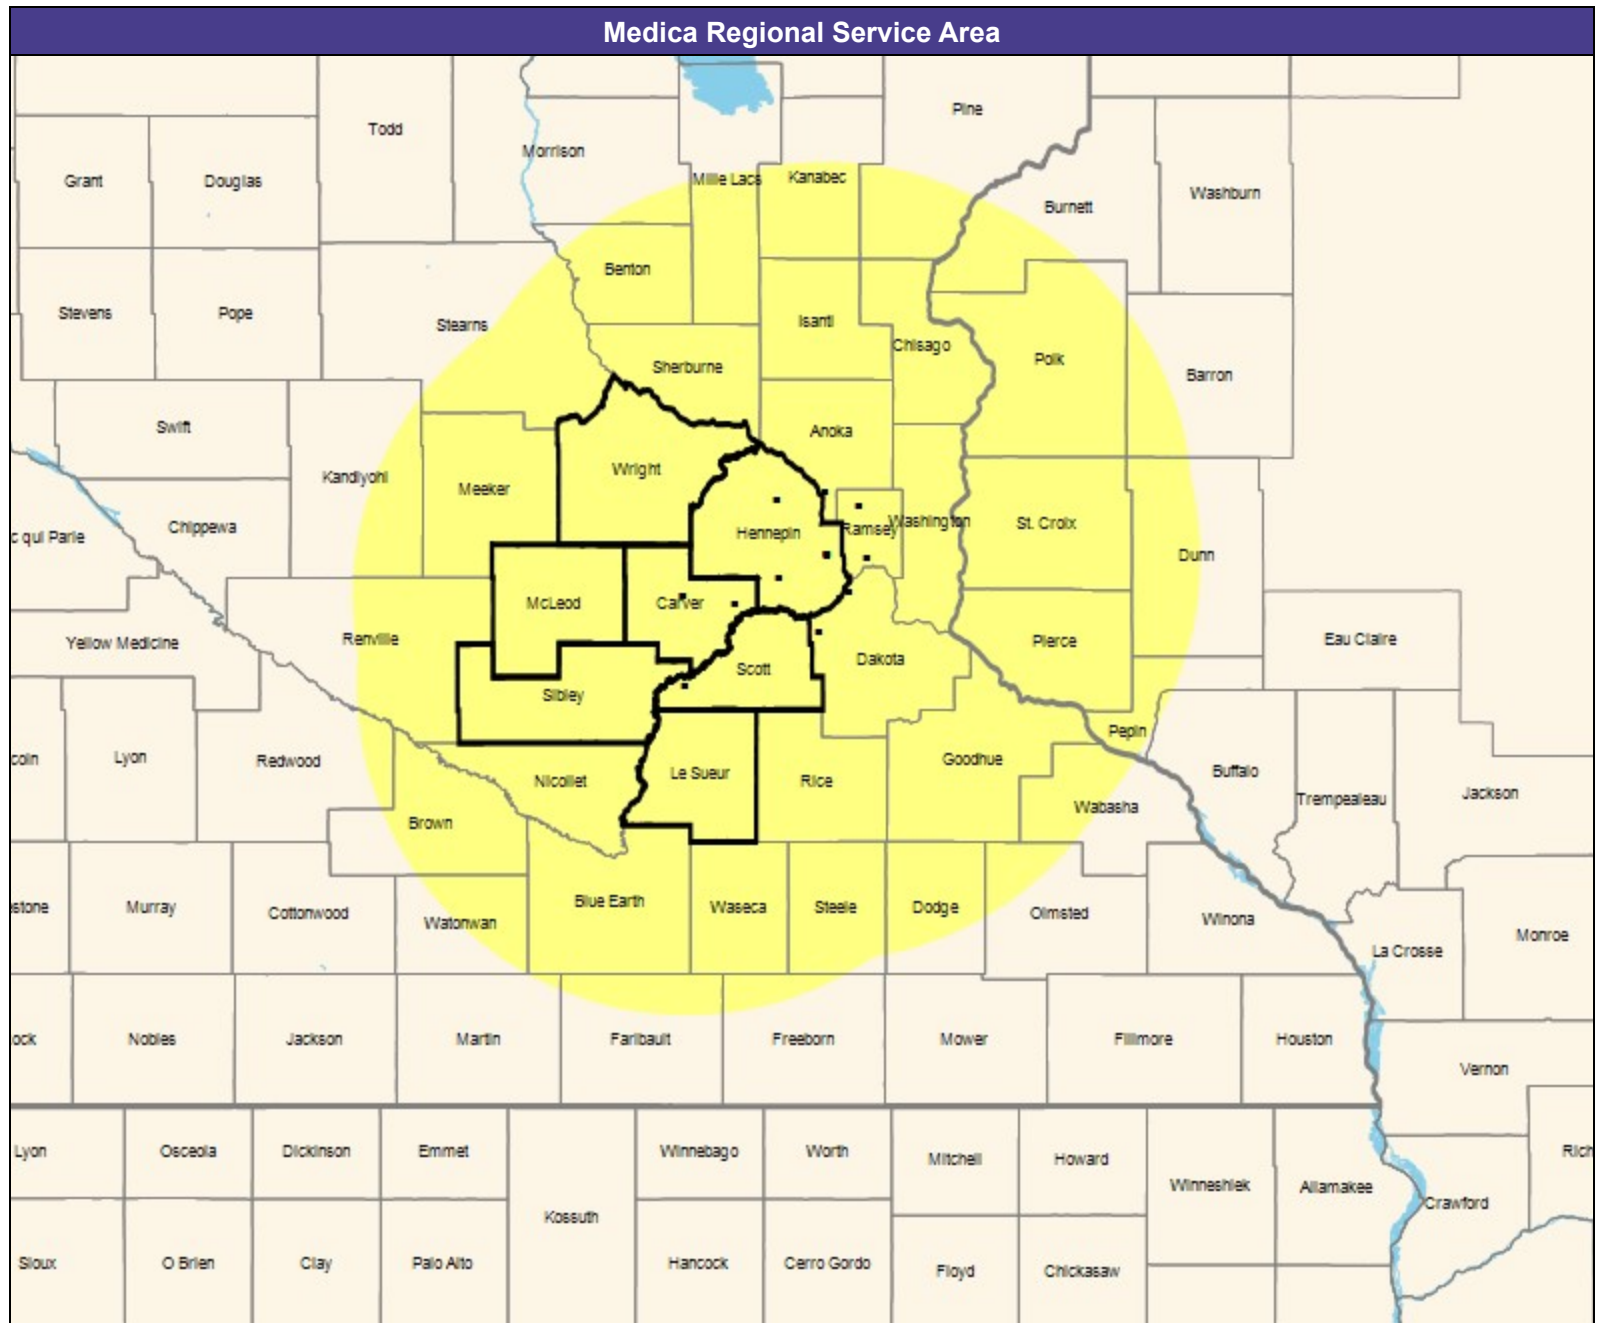 Medica Regional Service Area
Pine
Todd
Morrison
Grant
Douglas
Mille Lacs
Kanabec
Washburn
Burnett
Benton
Stevens
Pope
Stearns
Isanti
Chisago
Polk
Barron
Sherburne
Swift
Anoka
Wright
Kandiyohi
Meeker
Chippewa
Hennepin
Ramsey
Washington
St. Croix
c qui Parle
Dunn
McLeod
Carver
Renville
Yellow Medicine
Pierce
Eau Claire
Dakota
Scott
Sibley
Pepin
coln
Lyon
Redwood
Nicollet
Le Sueur
Rice
Goodhue
Buffalo
Trempealeau
Jackson
Wabasha
Brown
stone
Murray
Cottonwood
Watonwan
Blue Earth
Waseca
Steele
Dodge
Olmsted
Winona
La Crosse
Monroe
ock
Nobles
Jackson
Martin
Faribault
Freeborn
Mower
Fillmore
Houston
Vernon
Lyon
Osceola
Dickinson
Emmet
Winnebago
Worth
Mitchell
Howard
Rich
Winneshiek
Allamakee
Crawford
Kossuth
Sioux
O Brien
Clay
Palo Alto
Hancock
Cerro Gordo
Floyd
Chickasaw